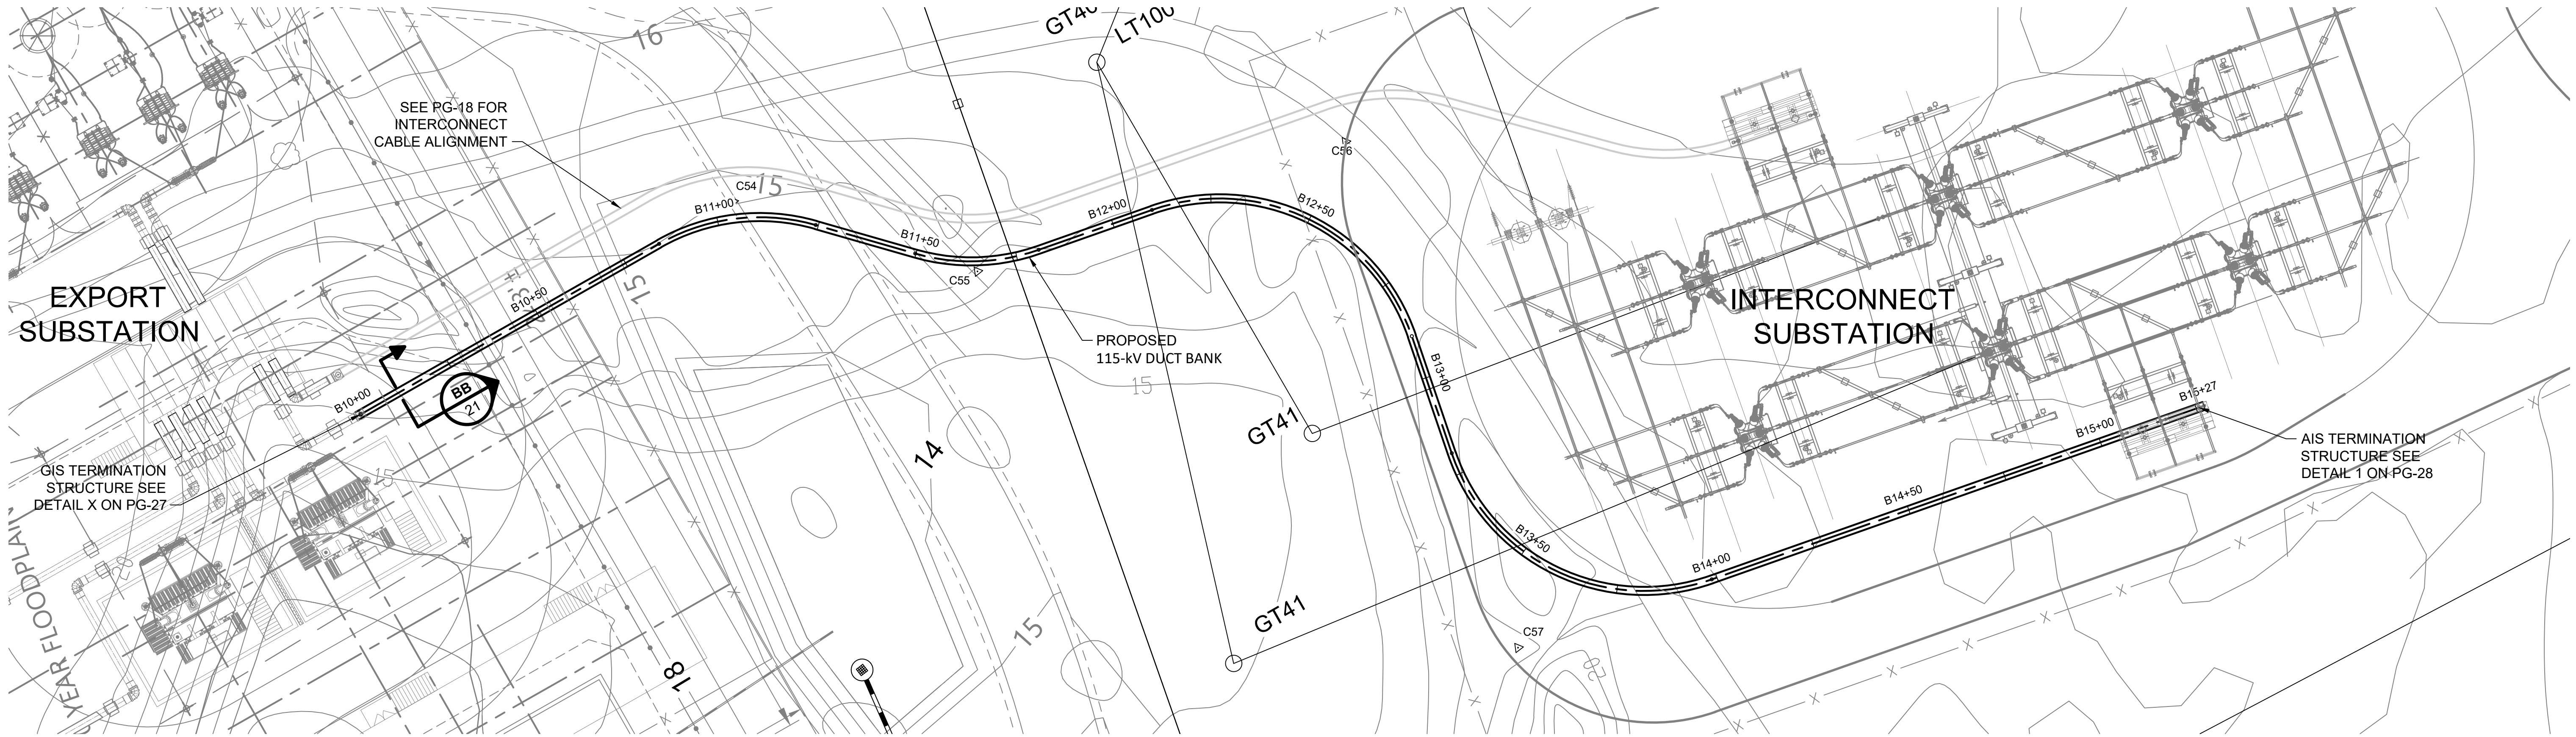 GT40
LT100
16
SEE PG-18 FOR
INTERCONNECT
CABLE ALIGNMENT
C54
15
B11+00
B12+00
B12+50
C56
B11+50
C55
EXPORT
SUBSTATION
B10+50
15
INTERCONNECT
SUBSTATION
PROPOSED
115-kV DUCT BANK
15
B13+00
B10+00
BB
21
B15+27
B15+00
GT41
14
AIS TERMINATION
STRUCTURE SEE
DETAIL 1 ON PG-28
GIS TERMINATION
STRUCTURE SEE
DETAIL X ON PG-27
B14+50
B13+50
B14+00
YEAR FLOODPLAIN
GT41
15
C57
18
20